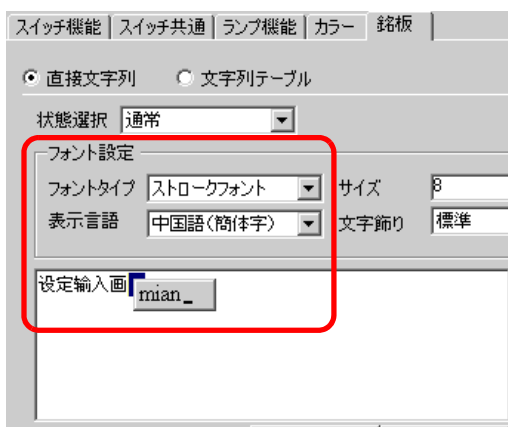 スイッチ機能 スイッチ共通 ランプ機能 カラー 銘板
直接文字列 文字列テーブル
状態選択 通常
フォント設定
フォントタイプ ストロークフォント サイズ 8
表示言語 中国語(簡体字) 文字飾り 標準
设定输入画 mian_